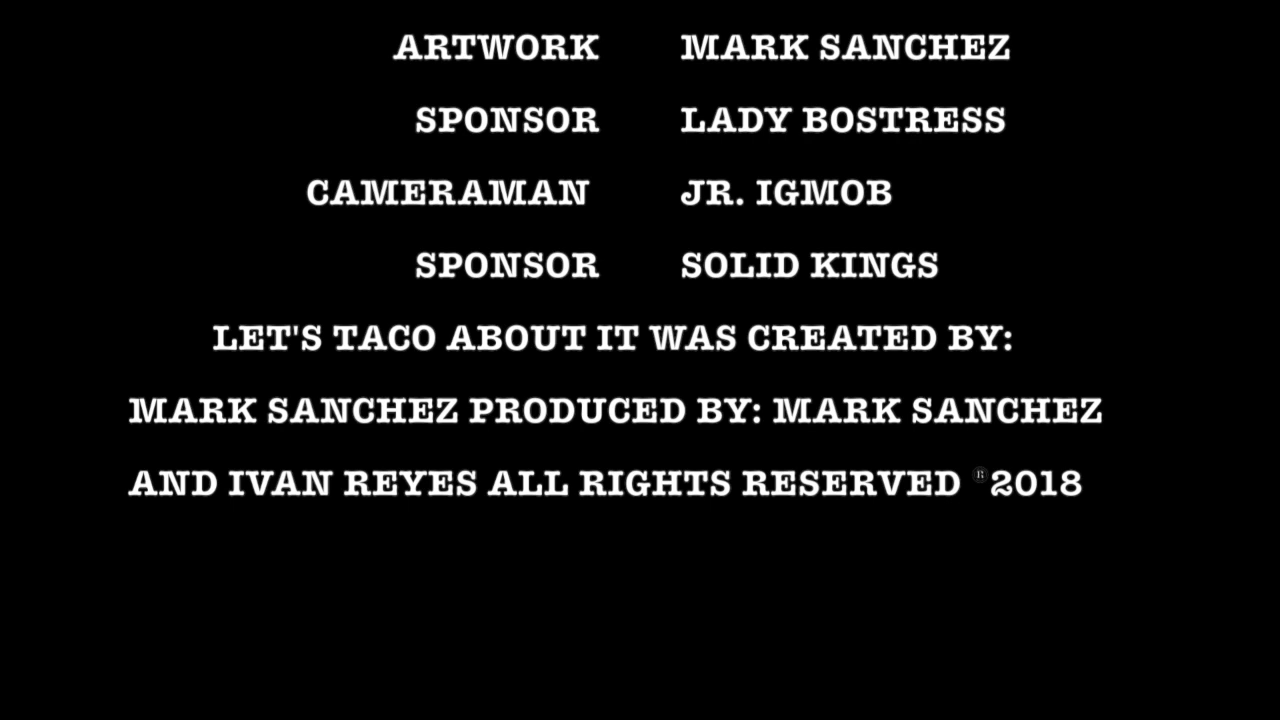 ARTWORK MARK SANCHEZ
SPONSOR LADY BOSTRESS
CAMERAMAN JR. IGMOB
SPONSOR SOLID KINGS
LET'S TACO ABOUT IT WAS CREATED BY:
MARK SANCHEZ PRODUCED BY: MARK SANCHEZ
AND IVAN REYES ALL RIGHTS RESERVED ®2018